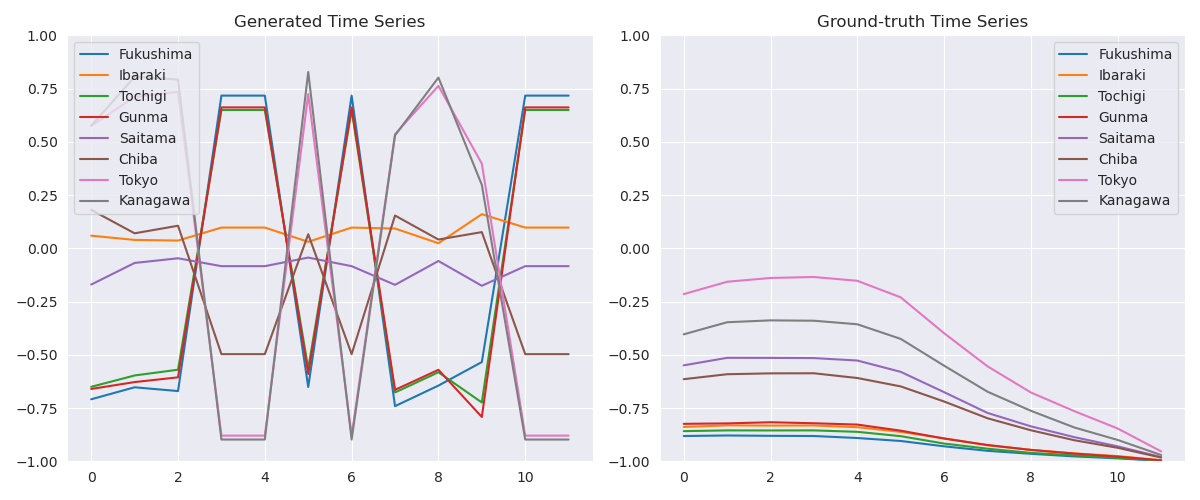 Generated Time Series
1.00
0.75
0.50
0.25
0.00
−0.25
−0.50
−0.75
−1.00
0
2
4
6
8
10
Fukushima
Ibaraki
Tochigi
Gunma
Saitama
Chiba
Tokyo
Kanagawa
Ground-truth Time Series
1.00
0.75
0.50
0.25
0.00
−0.25
−0.50
−0.75
−1.00
0
2
4
6
8
10
Fukushima
Ibaraki
Tochigi
Gunma
Saitama
Chiba
Tokyo
Kanagawa